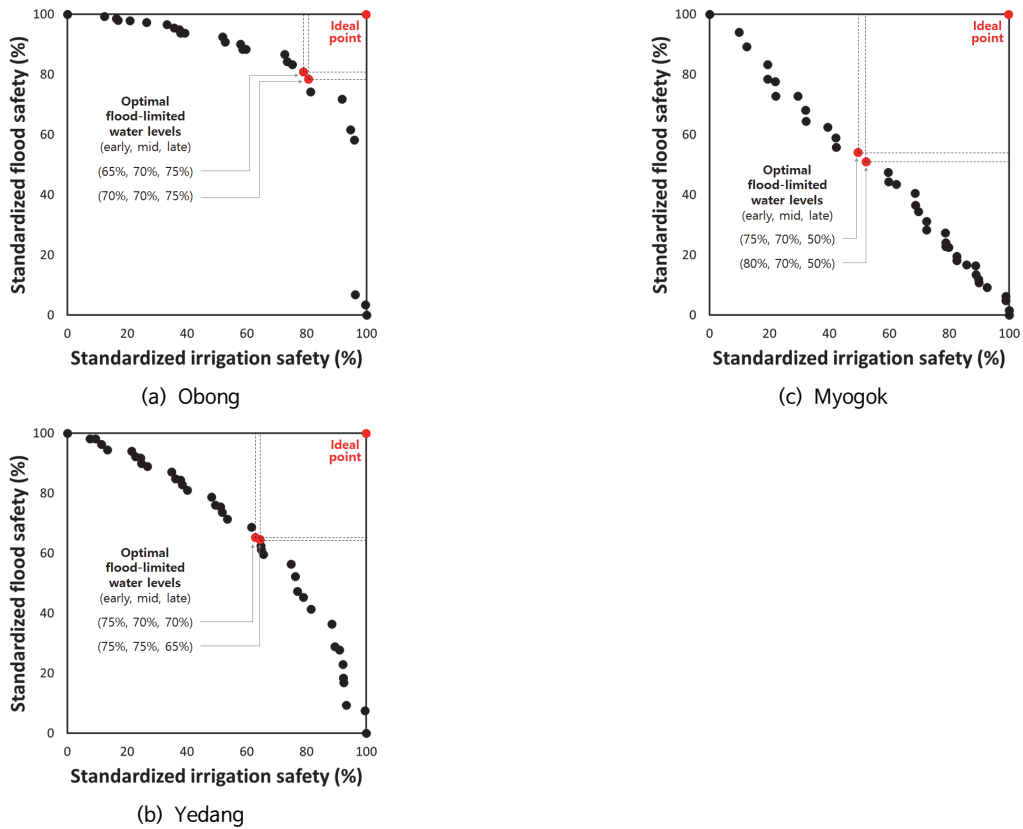 100
80
60
40
20
0
Standardized flood safety (%)
Ideal
point
Optimal
flood-limited
water levels
(early, mid, late)
(65%, 70%, 75%)
(70%, 70%, 75%)
0 20 40 60 80 100
Standardized irrigation safety (%)
(a) Obong
100
80
60
40
20
0
Standardized flood safety (%)
Ideal
point
Optimal
flood-limited
water levels
(early, mid, late)
(75%, 70%, 50%)
(80%, 70%, 50%)
0 20 40 60 80 100
Standardized irrigation safety (%)
(c) Myogok
100
80
60
40
20
0
Standardized flood safety (%)
Ideal
point
Optimal
flood-limited
water levels
(early, mid, late)
(75%, 70%, 70%)
(75%, 75%, 65%)
0 20 40 60 80 100
Standardized irrigation safety (%)
(b) Yedang